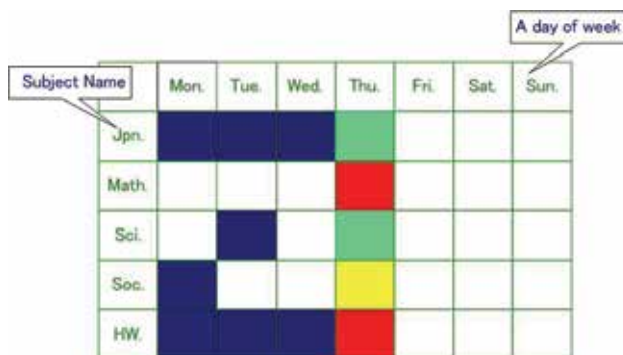 A day of week
Subject Name
Mon. Tue. Wed. Thu. Fri. Sat. Sun.
Jpn.
Math.
Sci.
Soc.
HW.